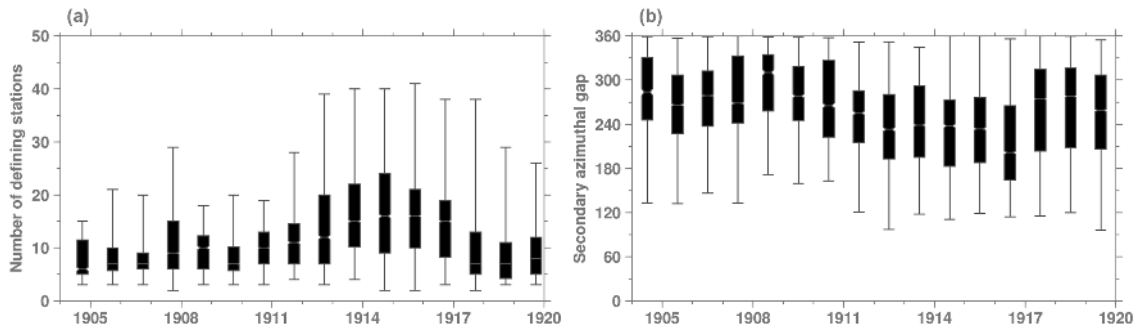 (a)
Number of defining stations
50
40
30
20
10
0
1905 1908 1911 1914 1917 1920
(b)
Secondary azimuthal gap
360
300
240
180
120
60
0
1905 1908 1911 1914 1917 1920